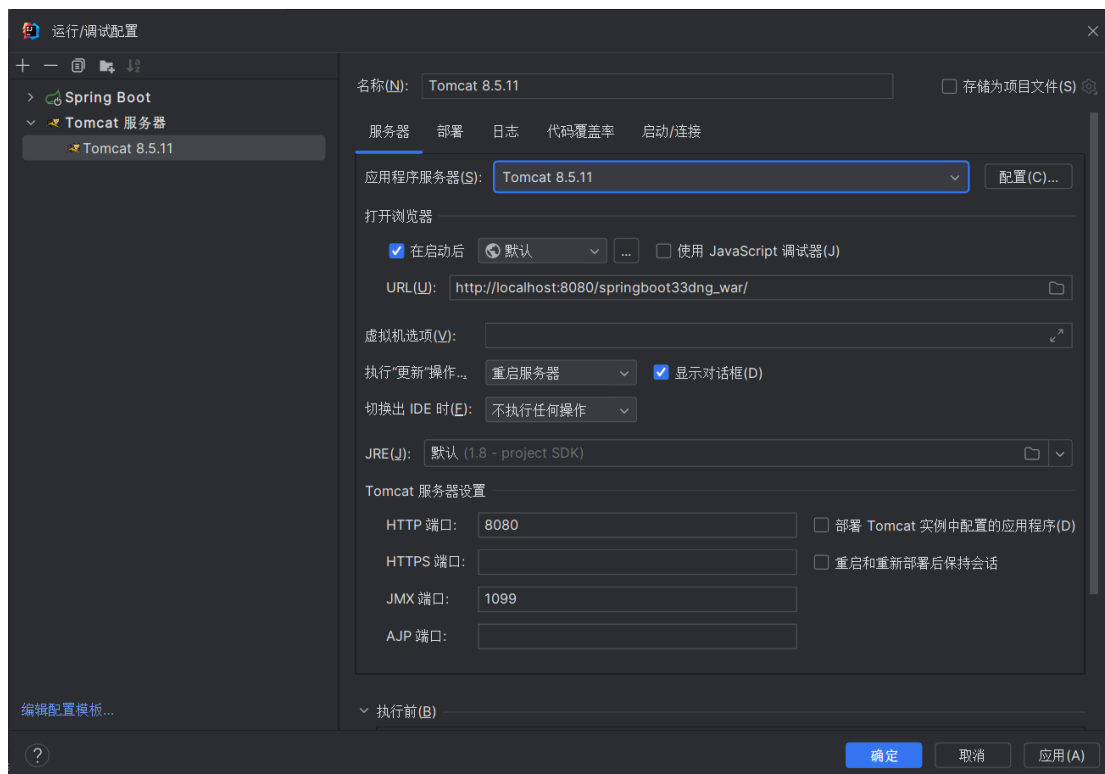 运行/调试配置
Spring Boot
Tomcat 服务器
Tomcat 8.5.11
编辑配置模板...
名称(N): Tomcat 8.5.11 存储为项目文件(S)
服务器 部署 日志 代码覆盖率 启动/连接
应用程序服务器(S): Tomcat 8.5.11 配置(C)...
打开浏览器
在启动后 默认 ... 使用 JavaScript 调试器(J)
URL(U): http://localhost:8080/springboot33dng_war/
虚拟机选项(V):
执行“更新”操作... 重启服务器 显示对话框(D)
切换出 IDE 时(F): 不执行任何操作
JRE(J): 默认 (1.8 - project SDK)
Tomcat 服务器设置
HTTP 端口: 8080 部署 Tomcat 实例中配置的应用程序(D)
HTTPS 端口: 重启和重新部署后保持会话
JMX 端口: 1099
AJP 端口:
执行前(B)
? 确定 取消 应用(A)